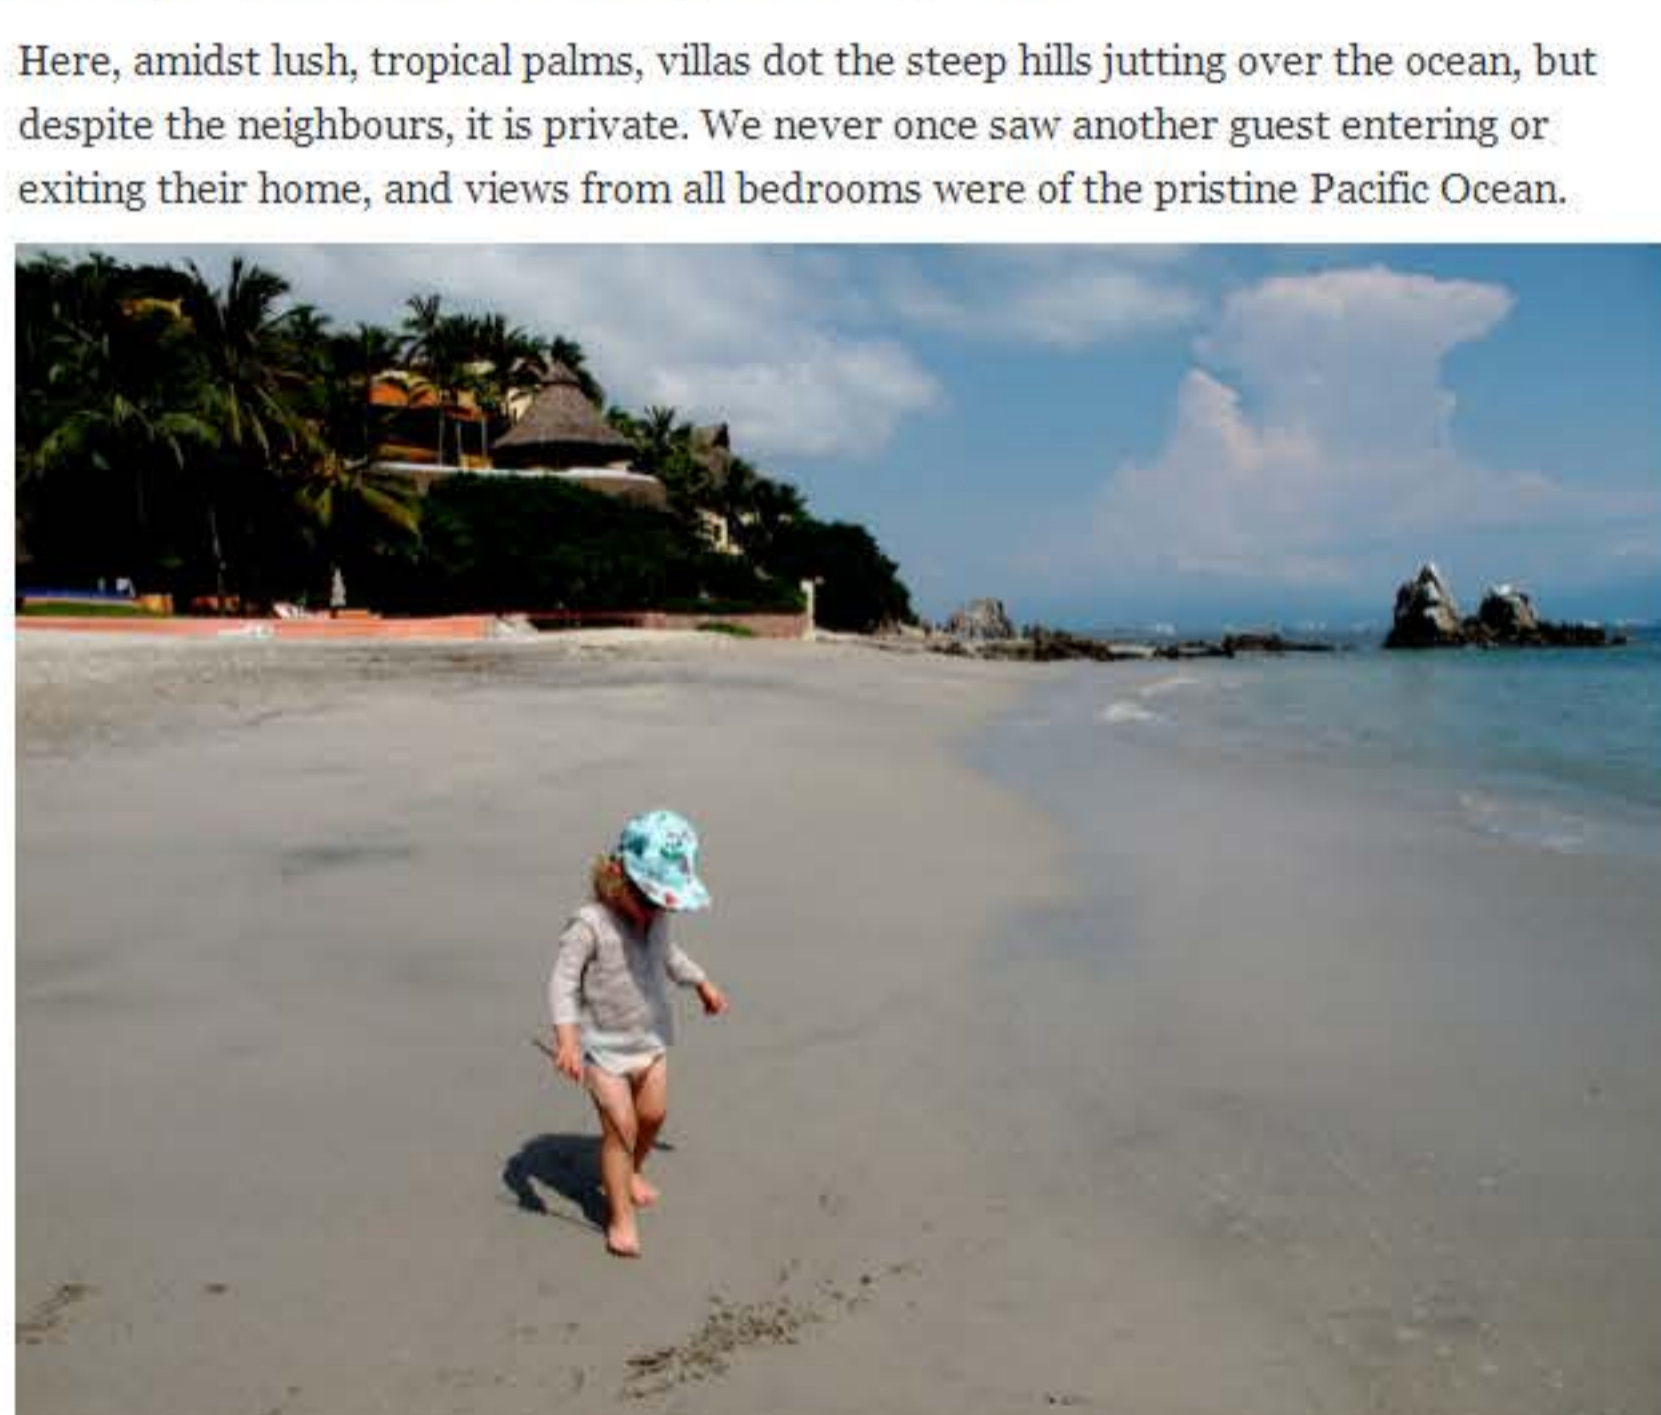 Here, amidst lush, tropical palms, villas dot the steep hills jutting over the ocean, but
despite the neighbours, it is private. We never once saw another guest entering or
exiting their home, and views from all bedrooms were of the pristine Pacific Ocean.